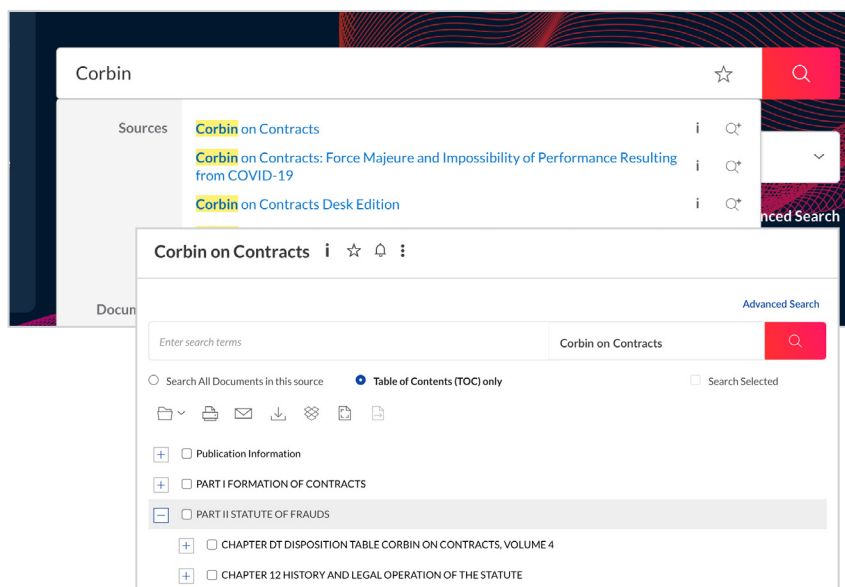 Corbin
Sources
Corbin on Contracts
Corbin on Contracts: Force Majeure and Impossibility of Performance Resulting
from COVID-19
Corbin on Contracts Desk Edition
nced Search
Docum
Corbin on Contracts
Advanced Search
Enter search terms
Corbin on Contracts
Search All Documents in this source
Table of Contents (TOC) only
Search Selected
Publication Information
PART I FORMATION OF CONTRACTS
PART II STATUTE OF FRAUDS
CHAPTER DT DISPOSITION TABLE CORBIN ON CONTRACTS, VOLUME 4
CHAPTER 12 HISTORY AND LEGAL OPERATION OF THE STATUTE